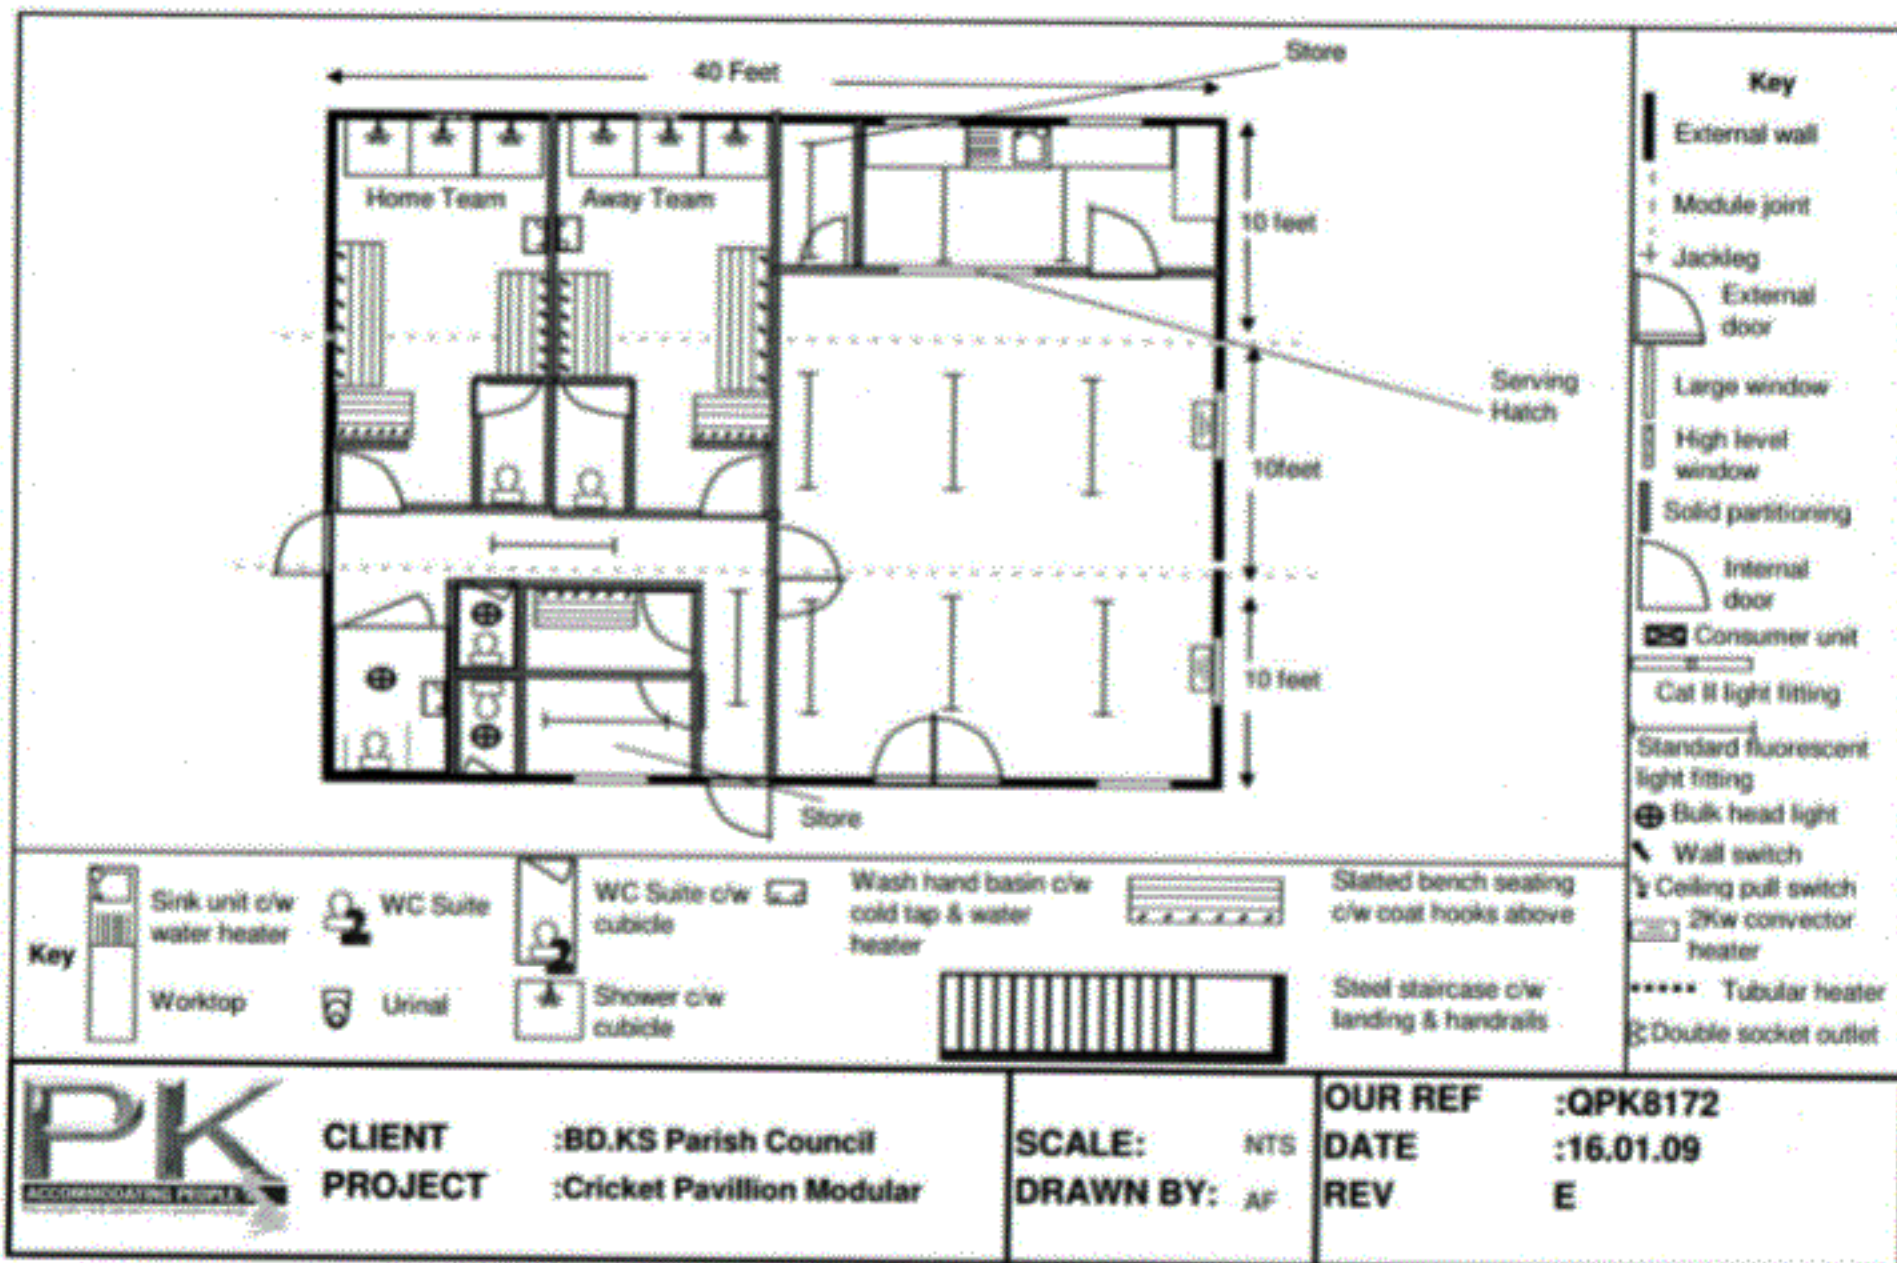 Store
40 Feet
Home Team
Away Team
10 feet
Serving
Hatch
10feet
10 feet
Store
Key
External wall
Module joint
Jackleg
External
door
Large window
High level
window
Solid partitioning
Internal
door
Consumer unit
Cat II light fitting
Standard fluorescent
light fitting
Bulk head light
Wall switch
Ceiling pull switch
2Kw convector
heater
Tubular heater
Double socket outlet
Key
Sink unit c/w
water heater
Worktop
WC Suite
Urinal
WC Suite c/w
cubicle
Shower c/w
cubicle
Wash hand basin c/w
cold tap & water
heater
Slatted bench seating
c/w coat hooks above
Steel staircase c/w
landing & handrails
PK
ACCOMMODATING PEOPLE
CLIENT :BD.KS Parish Council
PROJECT :Cricket Pavillion Modular
SCALE: NTS
DRAWN BY: AF
OUR REF :QPK8172
DATE :16.01.09
REV E